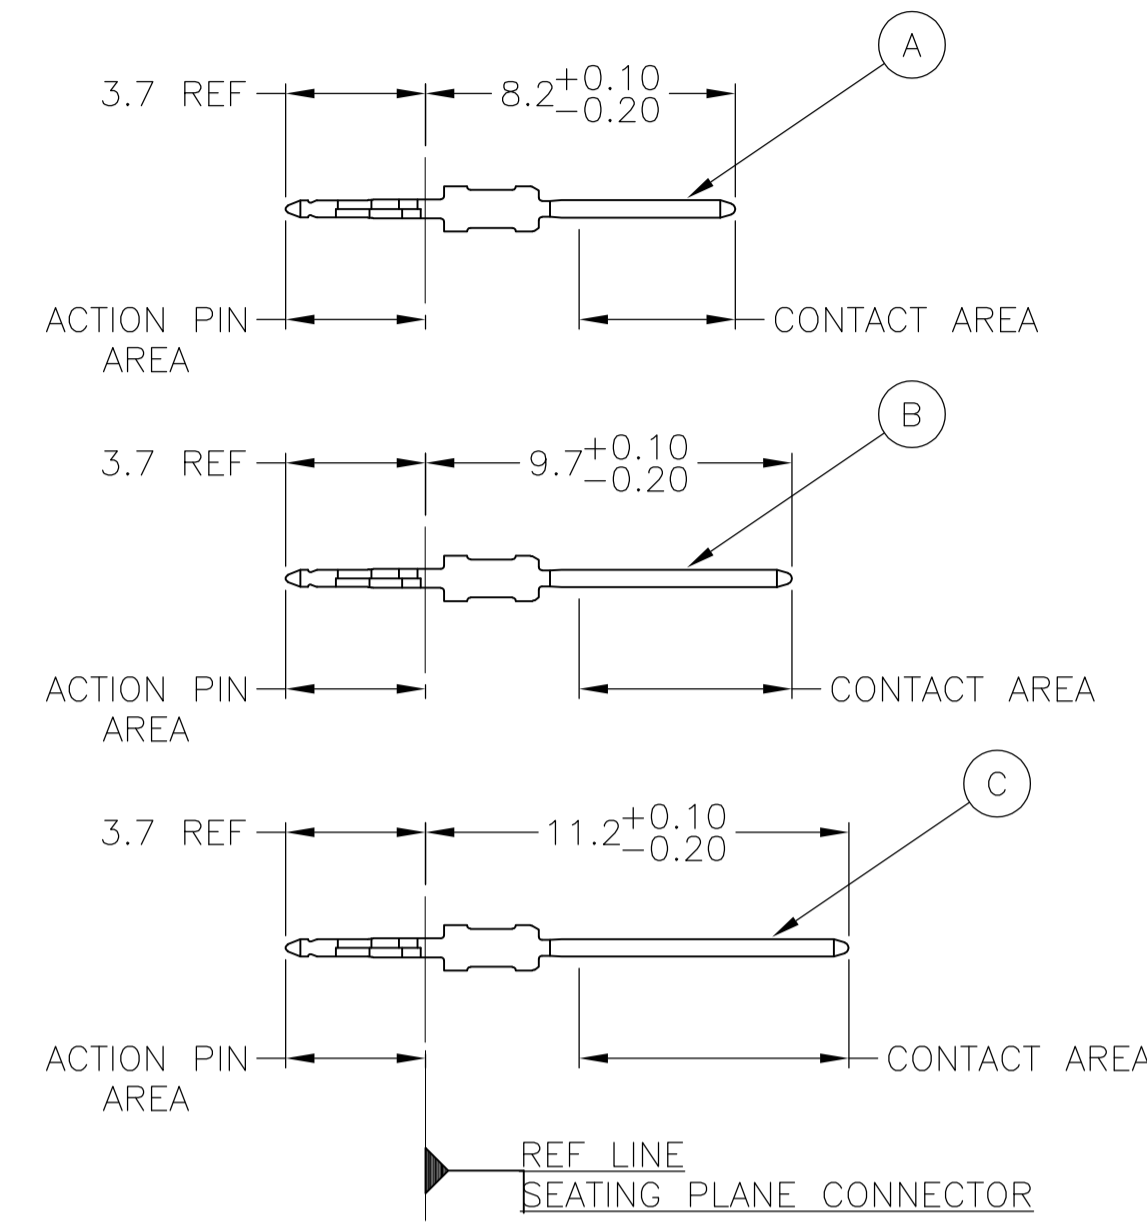 A
3.7 REF
8.2 +0.10
-0.20
ACTION PIN
AREA
CONTACT AREA
B
3.7 REF
9.7 +0.10
-0.20
ACTION PIN
AREA
CONTACT AREA
C
3.7 REF
11.2 +0.10
-0.20
ACTION PIN
AREA
CONTACT AREA
REF LINE
SEATING PLANE CONNECTOR